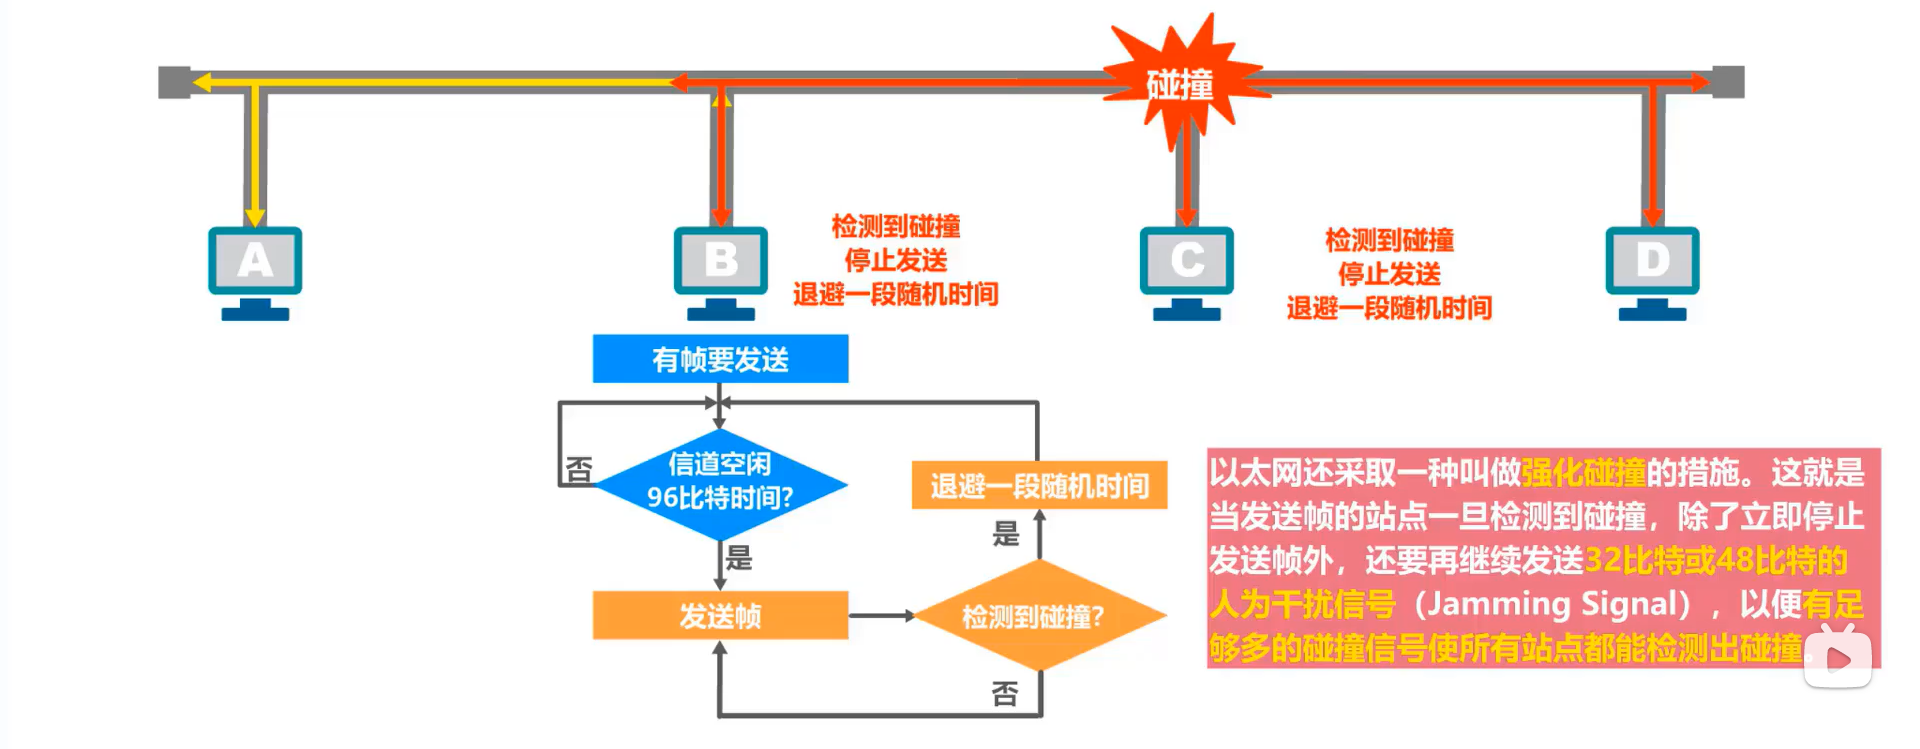 碰撞
A
B
C
D
检测到碰撞
停止发送
退避一段随机时间
检测到碰撞
停止发送
退避一段随机时间
有帧要发送
否
信道空闲
96比特时间?
是
发送帧
检测到碰撞?
是
退避一段随机时间
否
以太网还采取一种叫做强化碰撞的措施。这就是
当发送帧的站点一旦检测到碰撞，除了立即停止
发送帧外，还要再继续发送32比特或48比特的
人为干扰信号（Jamming Signal），以便有足
够多的碰撞信号使所有站点都能检测出碰撞。